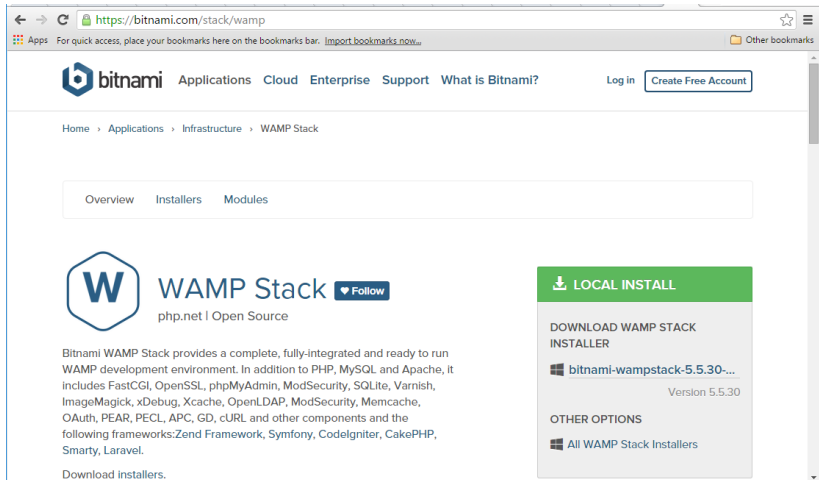 https://bitnami.com/stack/wamp
Apps For quick access, place your bookmarks here on the bookmarks bar. Import bookmarks now... Other bookmarks
bitnami Applications Cloud Enterprise Support What is Bitnami? Log in Create Free Account
Home › Applications › Infrastructure › WAMP Stack
Overview Installers Modules
W
WAMP Stack Follow
php.net | Open Source
Bitnami WAMP Stack provides a complete, fully-integrated and ready to run
WAMP development environment. In addition to PHP, MySQL and Apache, it
includes FastCGI, OpenSSL, phpMyAdmin, ModSecurity, SQLite, Varnish,
ImageMagick, xDebug, Xcache, OpenLDAP, ModSecurity, Memcache,
OAuth, PEAR, PECL, APC, GD, cURL and other components and the
following frameworks:Zend Framework, Symfony, CodeIgniter, CakePHP,
Smarty, Laravel.
Download installers.
LOCAL INSTALL
DOWNLOAD WAMP STACK
INSTALLER
bitnami-wampstack-5.5.30-...
Version 5.5.30
OTHER OPTIONS
All WAMP Stack Installers